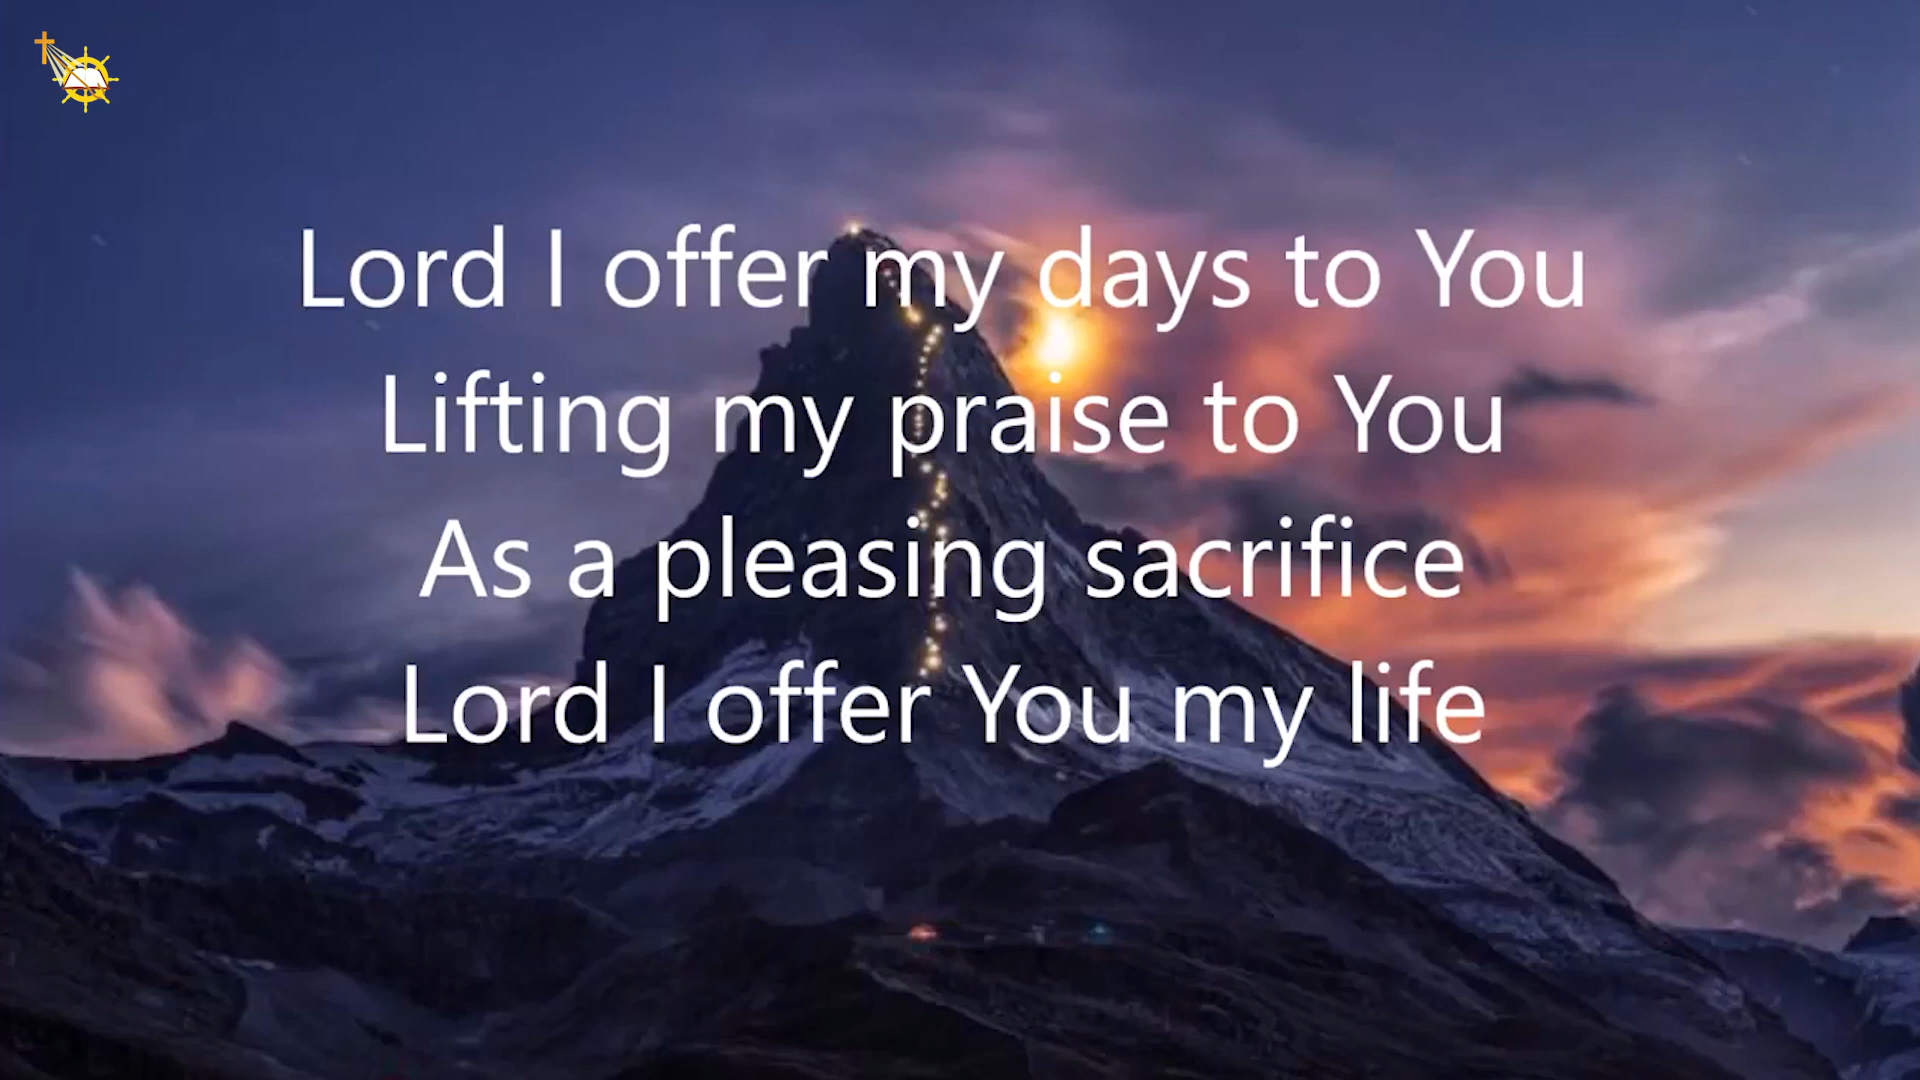 Lord I offer my days to You
Lifting my praise to You
As a pleasing sacrifice
Lord I offer You my life